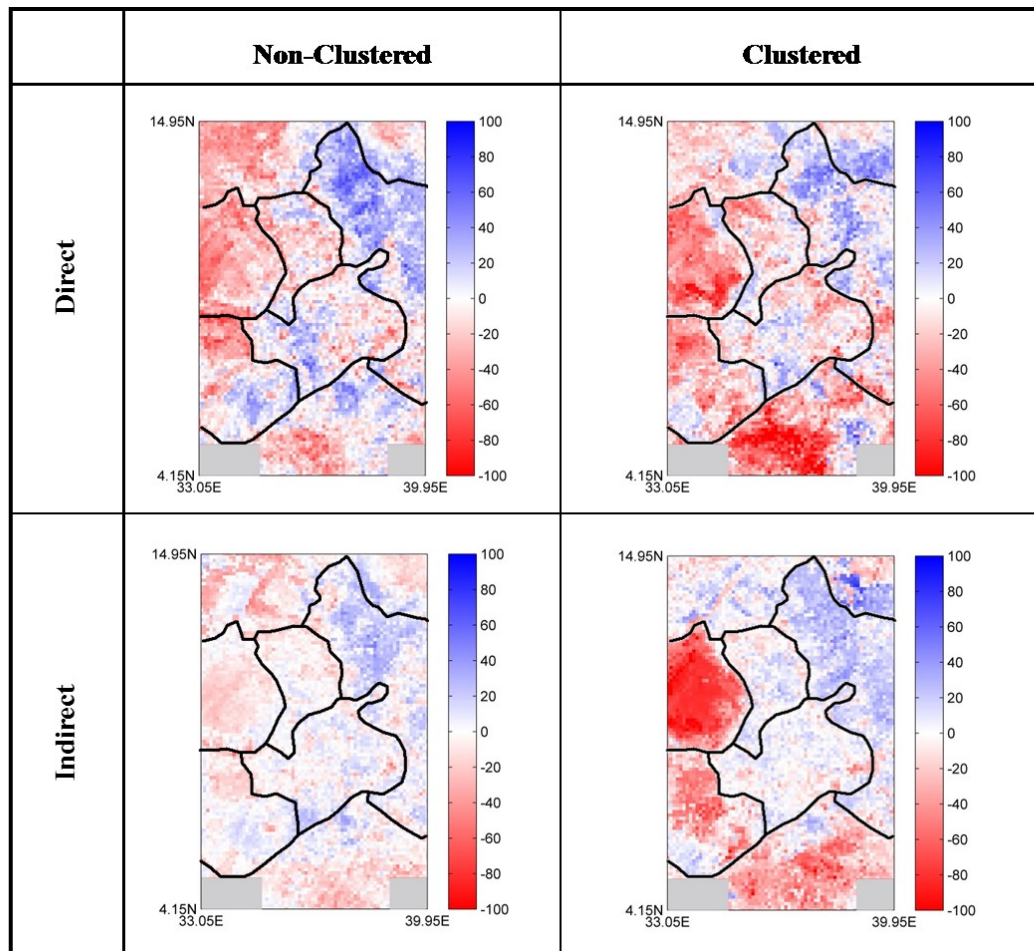 Non-Clustered
Clustered
Direct
14.95N
4.15N
33.05E
39.95E
100
80
60
40
20
0
-20
-40
-60
-80
-100
14.95N
4.15N
33.05E
39.95E
100
80
60
40
20
0
-20
-40
-60
-80
-100
Indirect
14.95N
4.15N
33.05E
39.95E
100
80
60
40
20
0
-20
-40
-60
-80
-100
14.95N
4.15N
33.05E
39.95E
100
80
60
40
20
0
-20
-40
-60
-80
-100